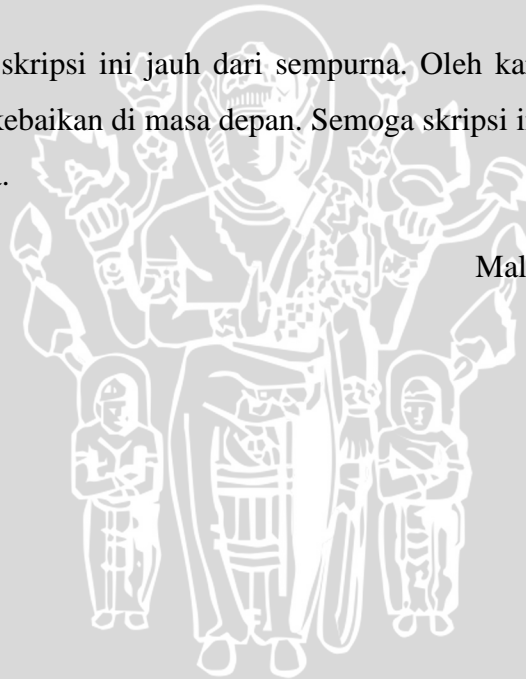 skripsi ini jauh dari sempurna. Oleh ka
kebaikan di masa depan. Semoga skripsi i
Mal